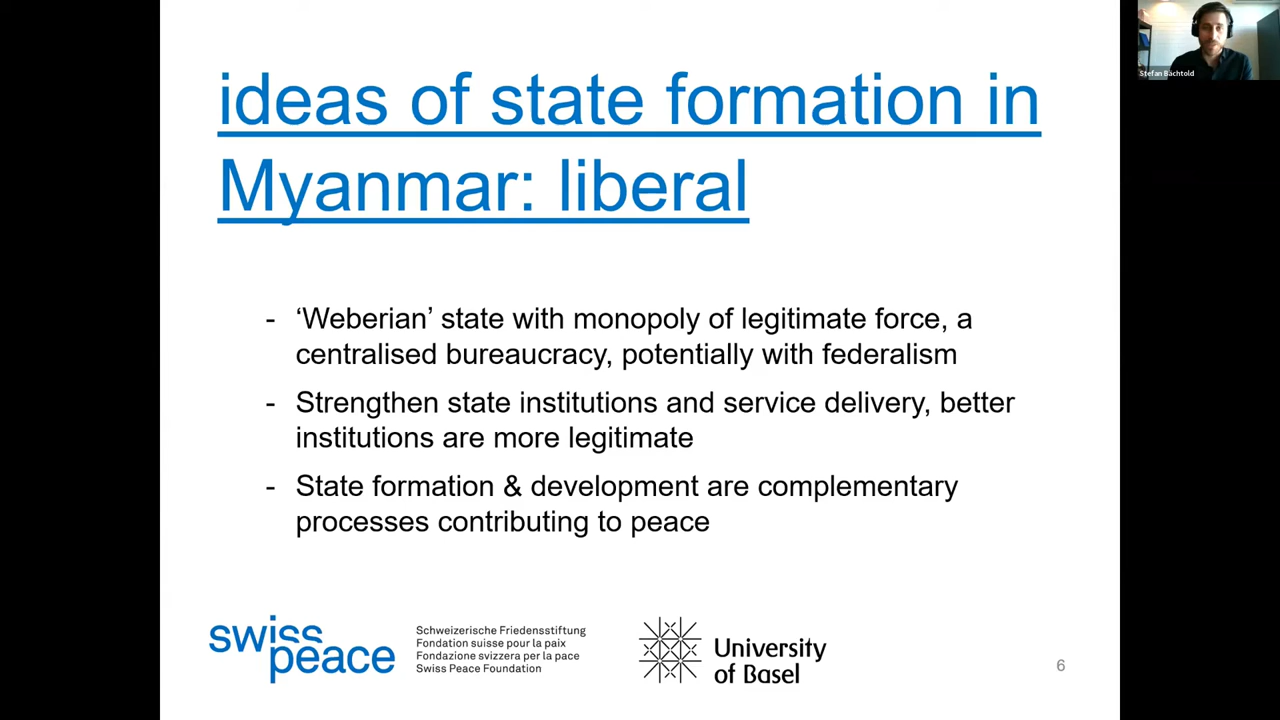 ideas of state formation in
Myanmar: liberal
- ‘Weberian’ state with monopoly of legitimate force, a
centralised bureaucracy, potentially with federalism
- Strengthen state institutions and service delivery, better
institutions are more legitimate
- State formation & development are complementary
processes contributing to peace
swiss
peace
Schweizerische Friedensstiftung
Fondation suisse pour la paix
Fondazione svizzera per la pace
Swiss Peace Foundation
University
of Basel
6
Stefan Bächtold